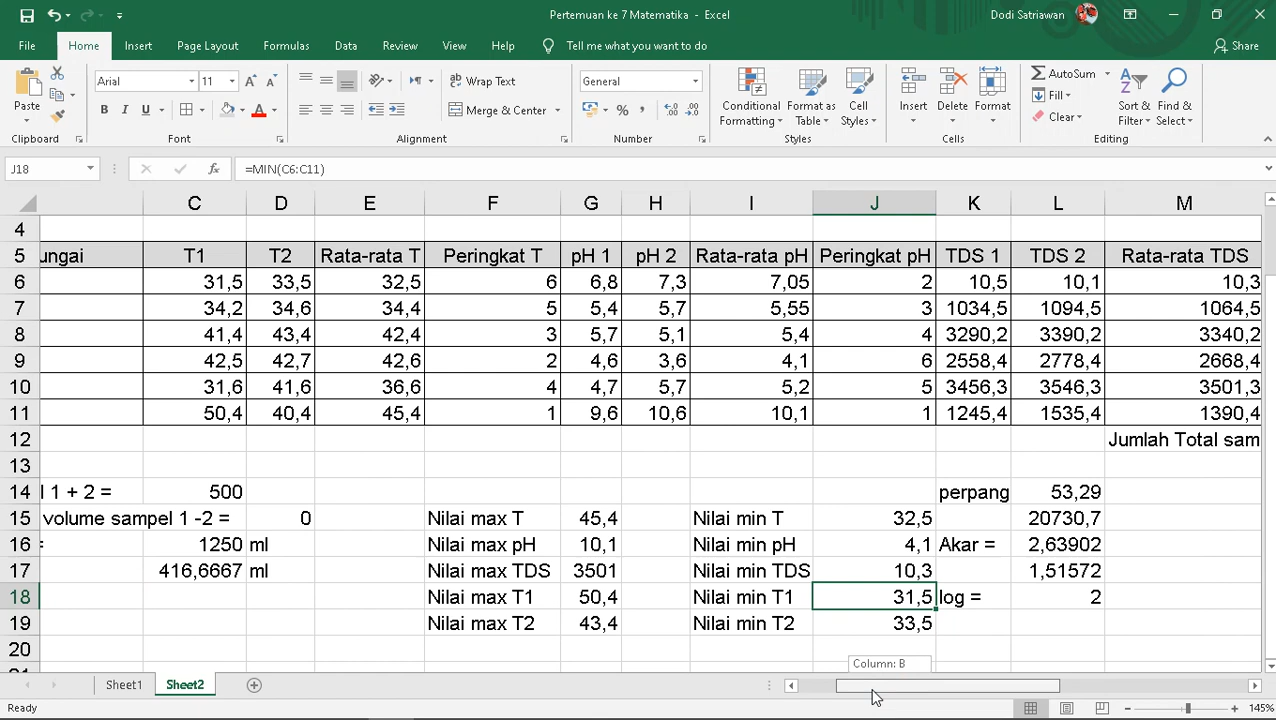 Pertemuan ke 7 Matematika - Excel Dodi Satriawan
File Home Insert Page Layout Formulas Data Review View Help Tell me what you want to do Share
Arial 11 Wrap Text General AutoSum
Paste B I U Merge & Center % Conditional Formatting Format as Table Cell Styles Insert Delete Format Fill Clear Sort & Filter Find & Select
Clipboard Font Alignment Number Styles Cells Editing
J18 fx =MIN(C6:C11)
C D E F G H I J K L M
4
5 ungai T1 T2 Rata-rata T Peringkat T pH 1 pH 2 Rata-rata pH Peringkat pH TDS 1 TDS 2 Rata-rata TDS
6 31,5 33,5 32,5 6 6,8 7,3 7,05 2 10,5 10,1 10,3
7 34,2 34,6 34,4 5 5,4 5,7 5,55 3 1034,5 1094,5 1064,5
8 41,4 43,4 42,4 3 5,7 5,1 5,4 4 3290,2 3390,2 3340,2
9 42,5 42,7 42,6 2 4,6 3,6 4,1 6 2558,4 2778,4 2668,4
10 31,6 41,6 36,6 4 4,7 5,7 5,2 5 3456,3 3546,3 3501,3
11 50,4 40,4 45,4 1 9,6 10,6 10,1 1 1245,4 1535,4 1390,4
12 Jumlah Total sam
13
14 l 1 + 2 = 500 perpang 53,29
15 volume sampel 1 -2 = 0 Nilai max T 45,4 Nilai min T 32,5 20730,7
16 = 1250 ml Nilai max pH 10,1 Nilai min pH 4,1 Akar = 2,63902
17 416,6667 ml Nilai max TDS 3501 Nilai min TDS 10,3 1,51572
18 Nilai max T1 50,4 Nilai min T1 31,5 log = 2
19 Nilai max T2 43,4 Nilai min T2 33,5
20
Column: B
Sheet1 Sheet2
Ready 145%